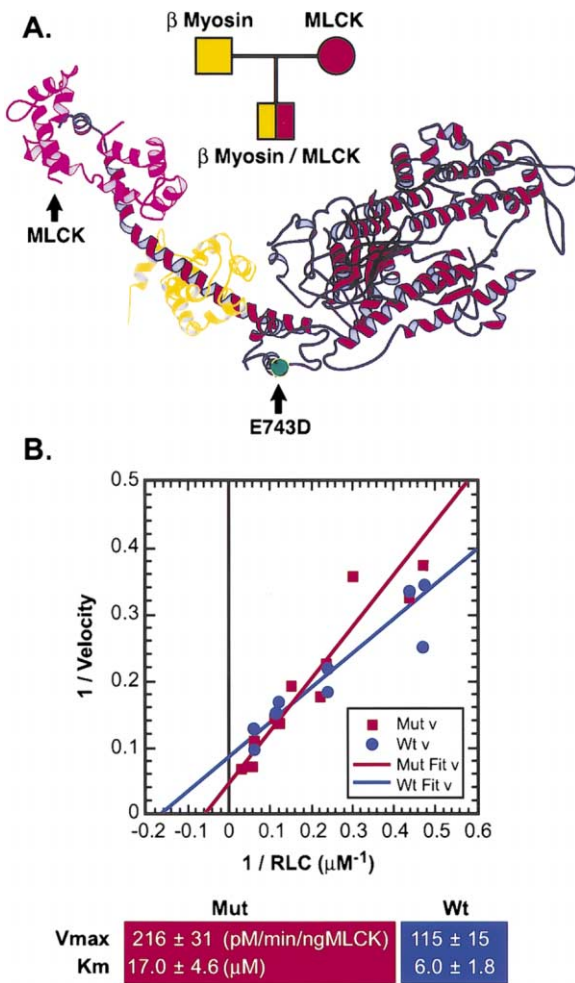 A.
β Myosin
MLCK
β Myosin / MLCK
MLCK
E743D
B.
0.5
0.4
0.3
0.2
0.1
0
1 / Velocity
Mut v
Wt v
Mut Fit v
Wt Fit v
-0.2 -0.1 0 0.1 0.2 0.3 0.4 0.5 0.6
1 / RLC (μM⁻¹)
Mut Wt
Vmax 216 ± 31 (pM/min/ngMLCK) 115 ± 15
Km 17.0 ± 4.6 (μM) 6.0 ± 1.8